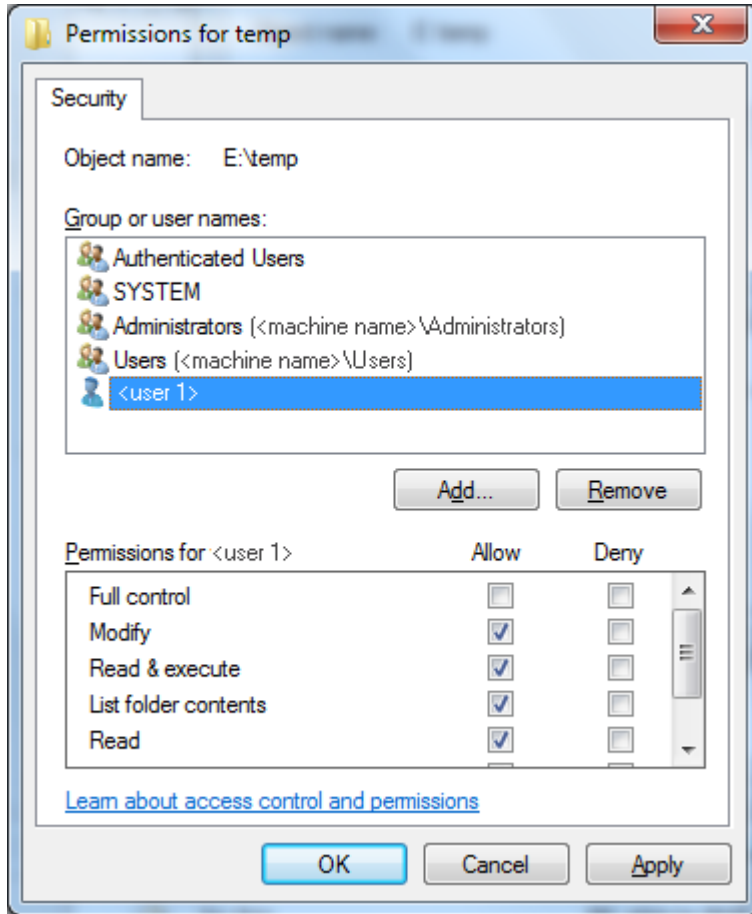 Permissions for temp
Security
Object name: E:\temp
Group or user names:
Authenticated Users
SYSTEM
Administrators (<machine name>\Administrators)
Users (<machine name>\Users)
<user 1>
Add... Remove
Permissions for <user 1> Allow Deny
Full control
Modify
Read & execute
List folder contents
Read
Learn about access control and permissions
OK Cancel Apply